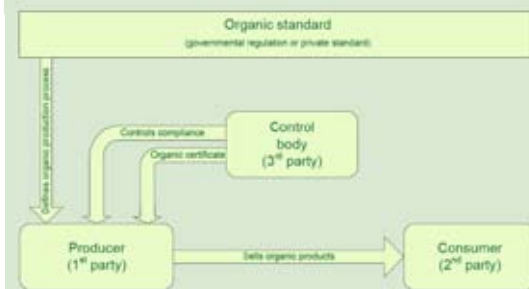 Organic standard
(governmental regulation or private standard)
Defines organic production process
Controls compliance
Organic certificate
Control
body
(3rd party)
Producer
(1st party)
Sells organic products
Consumer
(2nd party)